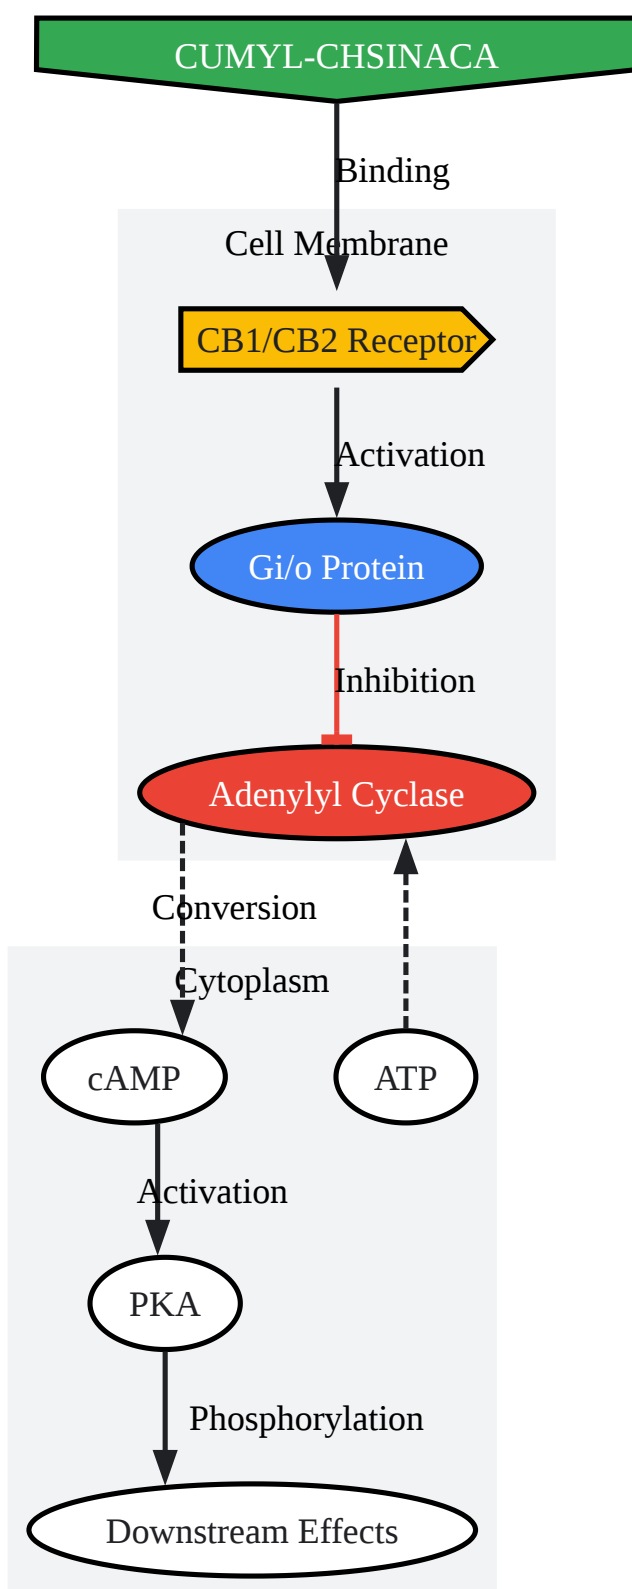 CUMYL-CHSINACA
Binding
Cell Membrane
CB1/CB2 Receptor
Activation
Gi/o Protein
Inhibition
Adenylyl Cyclase
Conversion
Cytoplasm
cAMP
ATP
Activation
PKA
Phosphorylation
Downstream Effects